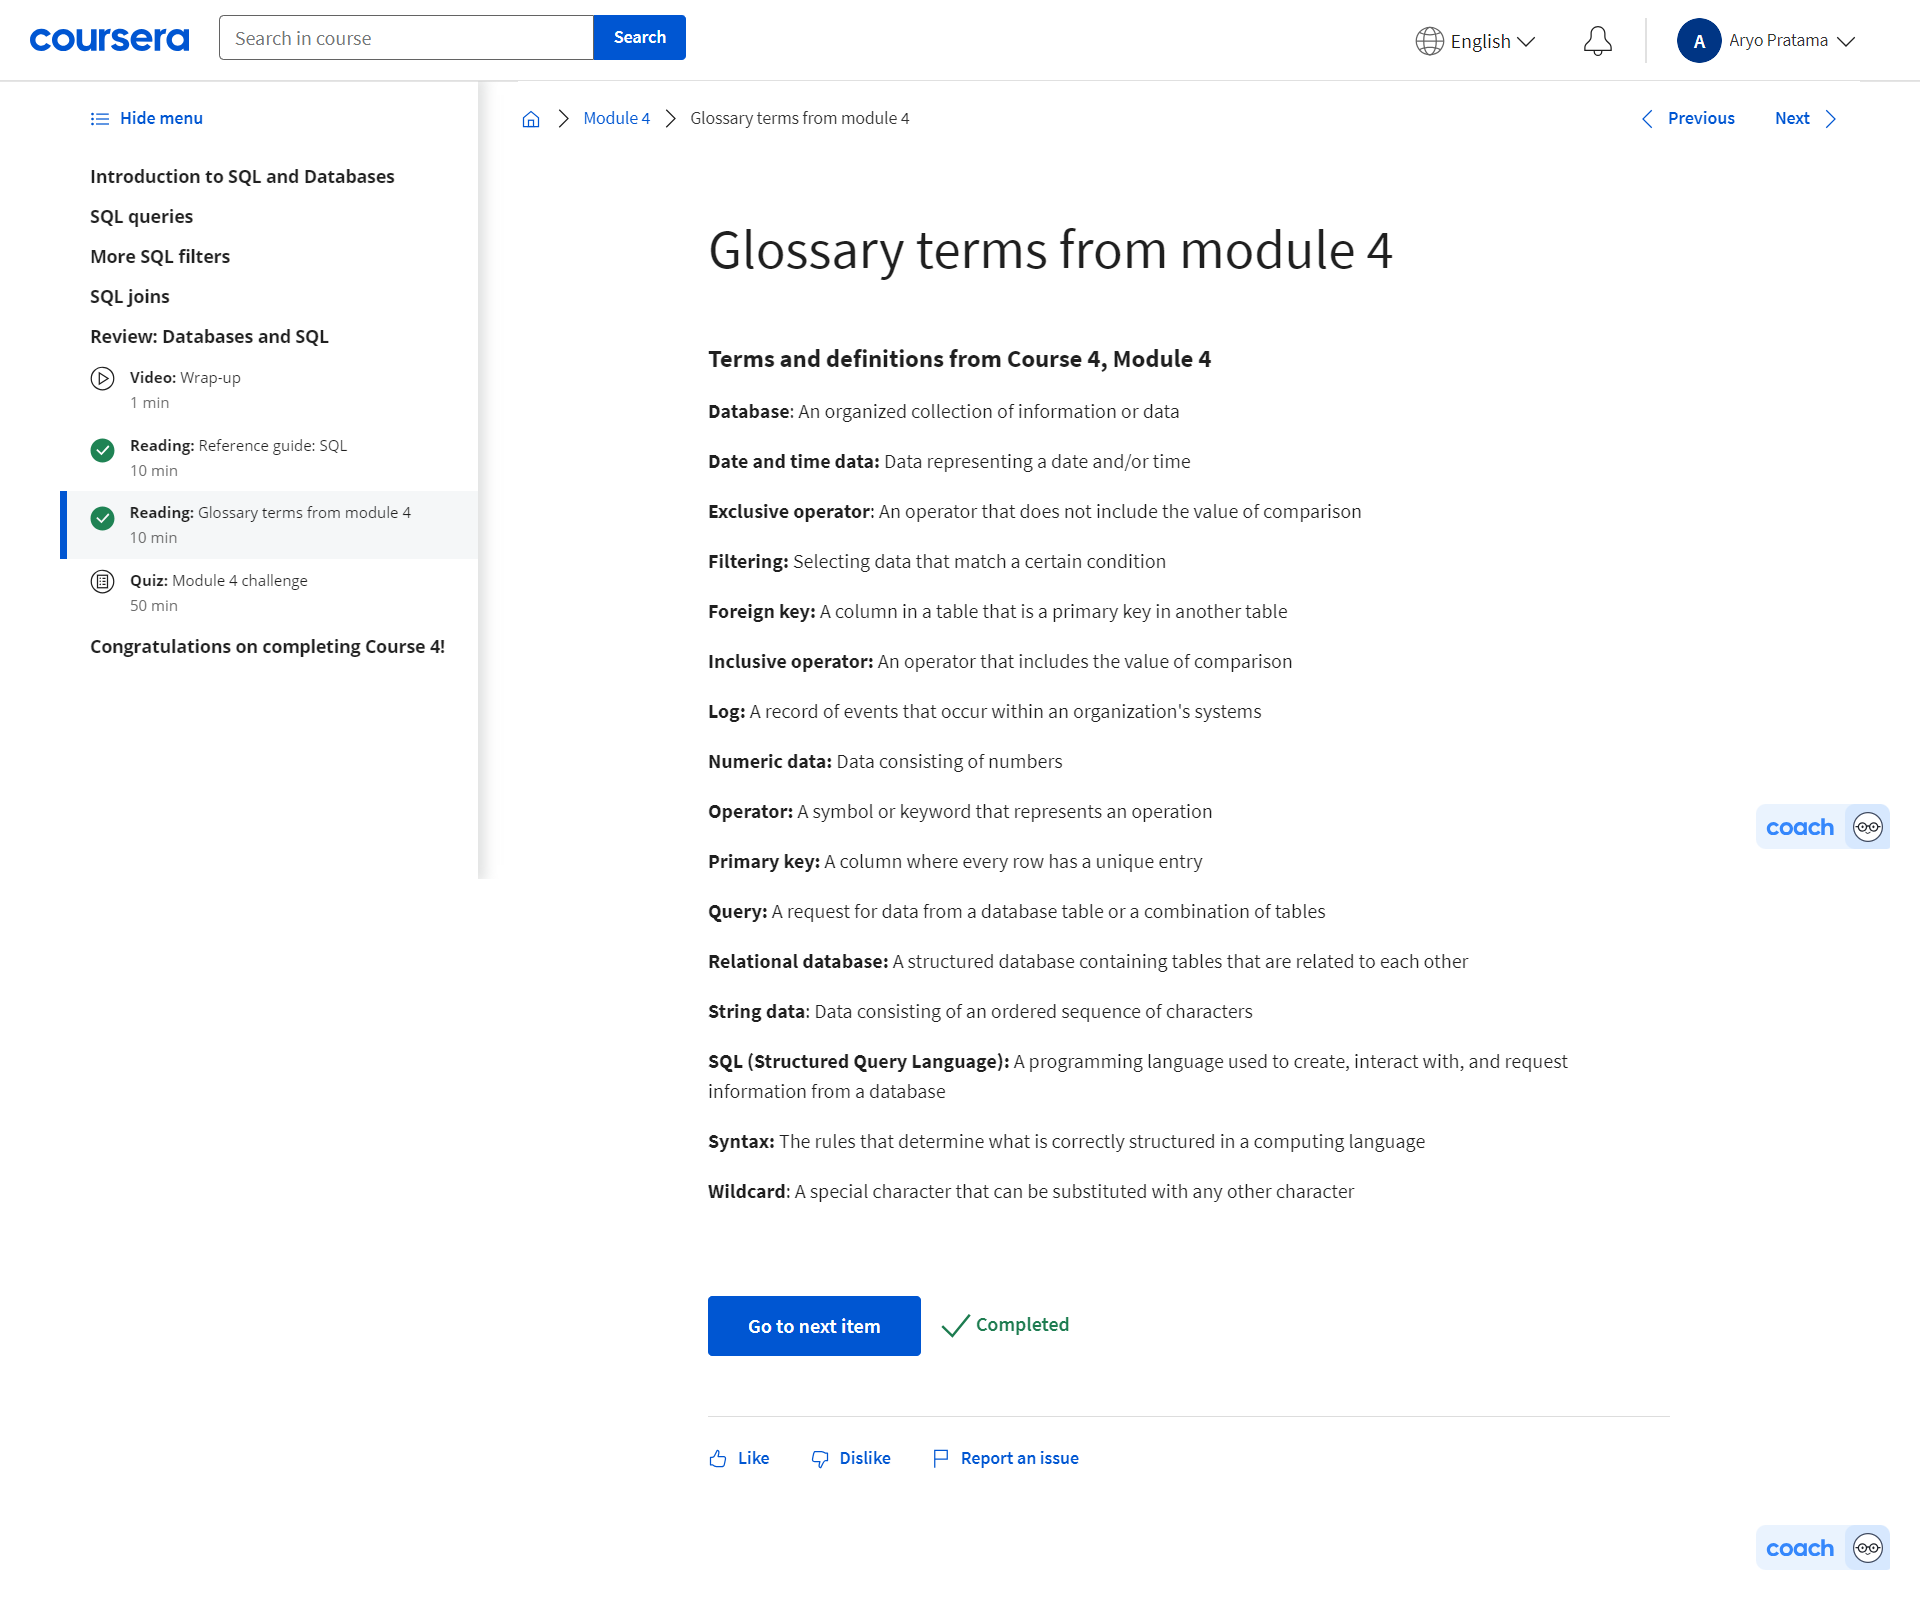 coursera
Search in course
Search
English
A
Aryo Pratama
Hide menu
Introduction to SQL and Databases
SQL queries
More SQL filters
SQL joins
Review: Databases and SQL
Video: Wrap-up
1 min
Reading: Reference guide: SQL
10 min
Reading: Glossary terms from module 4
10 min
Quiz: Module 4 challenge
50 min
Congratulations on completing Course 4!
Module 4
Glossary terms from module 4
Previous
Next
Glossary terms from module 4
Terms and definitions from Course 4, Module 4
Database: An organized collection of information or data
Date and time data: Data representing a date and/or time
Exclusive operator: An operator that does not include the value of comparison
Filtering: Selecting data that match a certain condition
Foreign key: A column in a table that is a primary key in another table
Inclusive operator: An operator that includes the value of comparison
Log: A record of events that occur within an organization's systems
Numeric data: Data consisting of numbers
Operator: A symbol or keyword that represents an operation
Primary key: A column where every row has a unique entry
Query: A request for data from a database table or a combination of tables
Relational database: A structured database containing tables that are related to each other
String data: Data consisting of an ordered sequence of characters
SQL (Structured Query Language): A programming language used to create, interact with, and request
information from a database
Syntax: The rules that determine what is correctly structured in a computing language
Wildcard: A special character that can be substituted with any other character
Go to next item
Completed
Like
Dislike
Report an issue
coach
coach